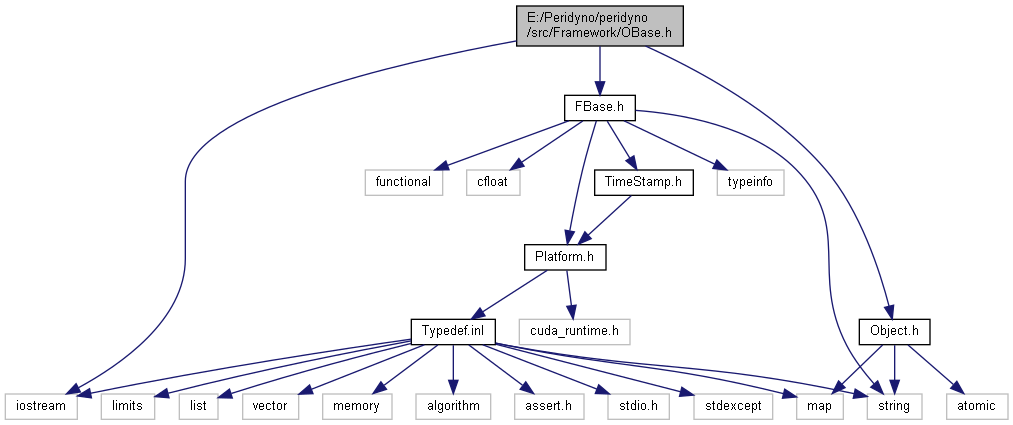 E:/Peridyno/peridyno
/src/Framework/OBase.h
FBase.h
functional
cfloat
TimeStamp.h
typeinfo
Platform.h
Typedef.inl
cuda_runtime.h
Object.h
iostream
limits
list
vector
memory
algorithm
assert.h
stdio.h
stdexcept
map
string
atomic